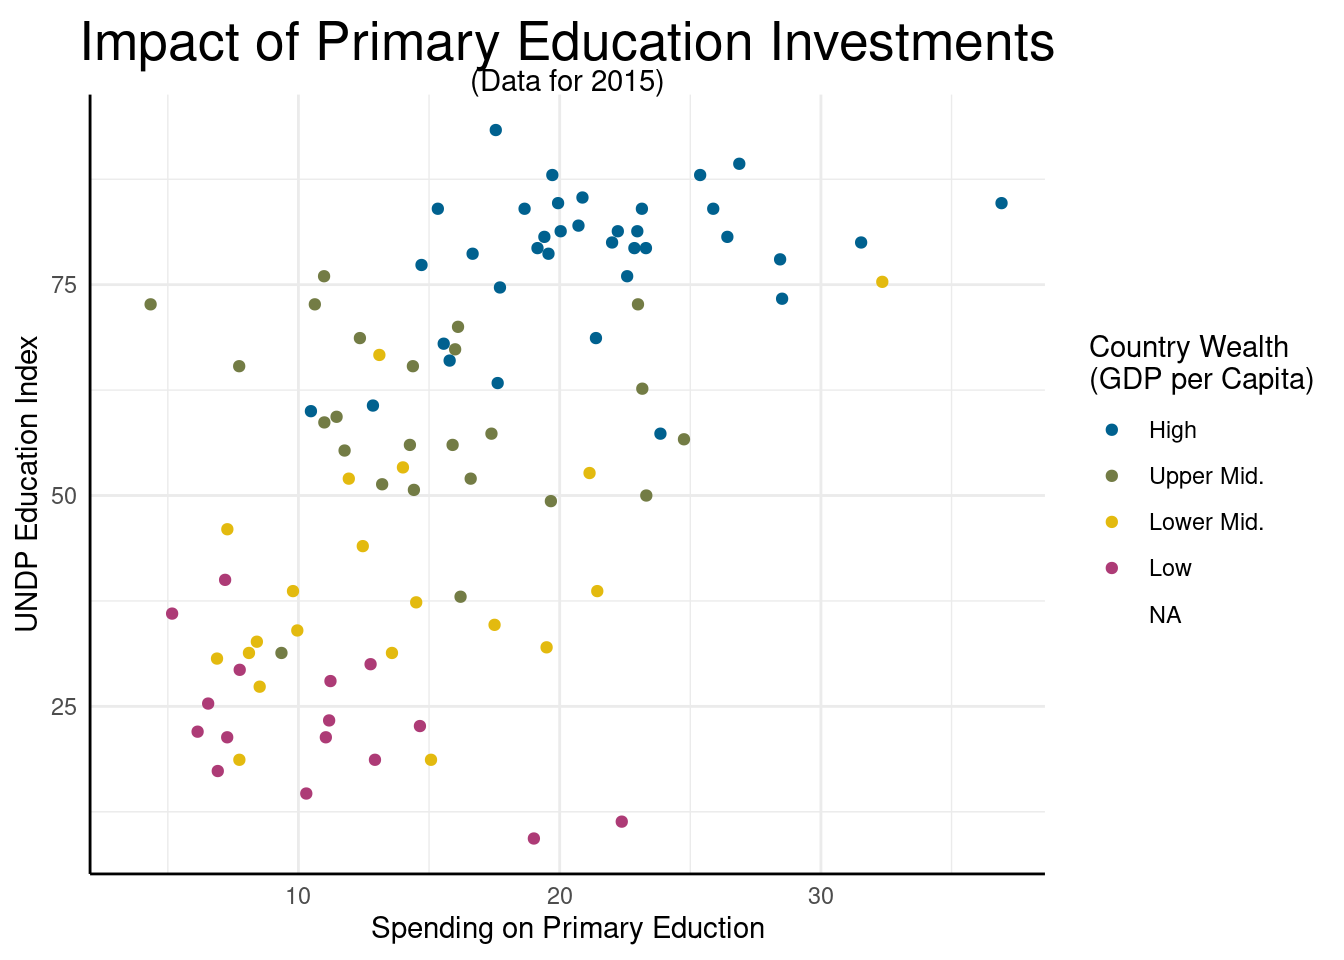 Impact of Primary Education Investments
(Data for 2015)
UNDP Education Index
75
50
25
10
20
30
Spending on Primary Eduction
Country Wealth
(GDP per Capita)
High
Upper Mid.
Lower Mid.
Low
NA